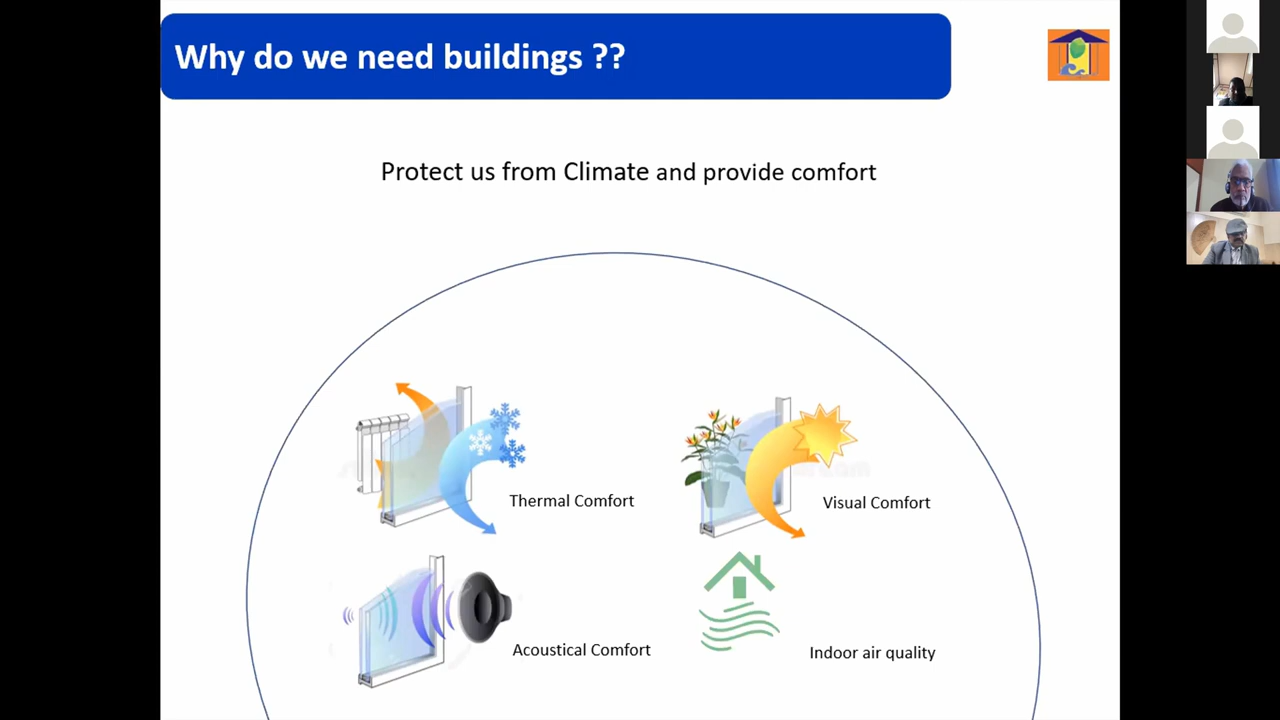 Why do we need buildings ??
Protect us from Climate and provide comfort
Thermal Comfort
Visual Comfort
Acoustical Comfort
Indoor air quality